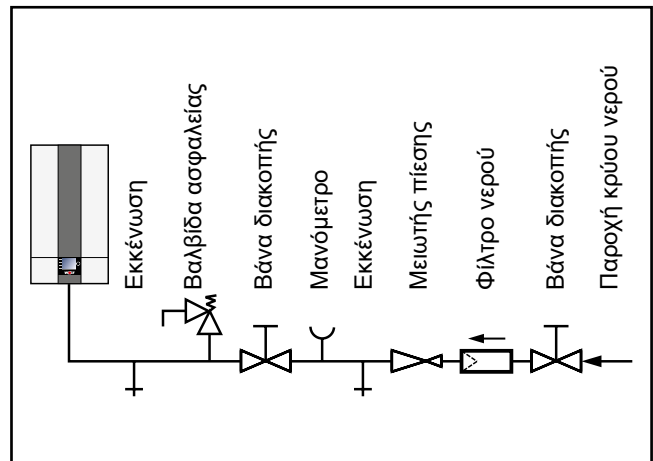 Εκκένωση
Βαλβίδα ασφαλείας
Βάνα διακοπής
Μανόμετρο
Εκκένωση
Μειωτής πίεσης
Φίλτρο νερού
Βάνα διακοπής
Παροχή κρύου νερού